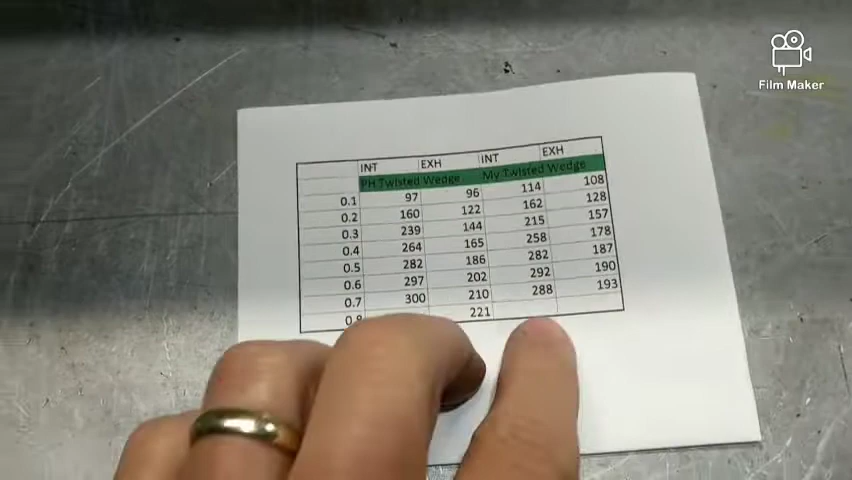 Film Maker
INT EXH INT EXH
PH Twisted Wedge My Twisted Wedge
0.1 97 96 114 108
0.2 160 122 162 128
0.3 239 144 215 157
0.4 264 165 258 178
0.5 282 186 282 187
0.6 297 202 292 190
0.7 300 210 288 193
221